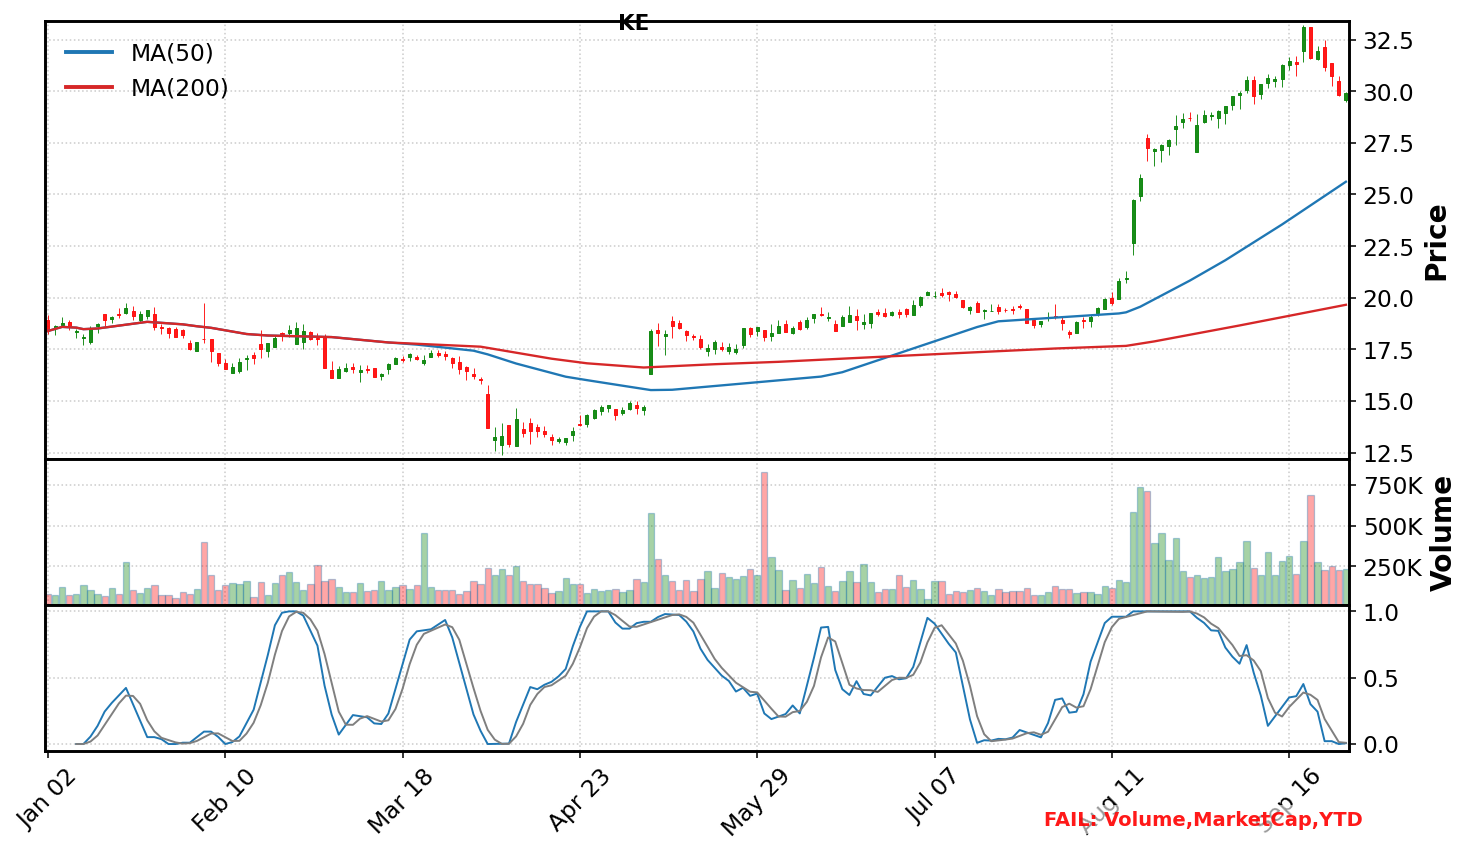 KE
MA(50)
MA(200)
32.5
30.0
27.5
25.0
22.5
20.0
17.5
15.0
12.5
Price
750K
500K
250K
Volume
1.0
0.5
0.0
Jan 02
Feb 10
Mar 18
Apr 23
May 29
Jul 07
Aug 11
Sep 16
FAIL: Volume,MarketCap,YTD